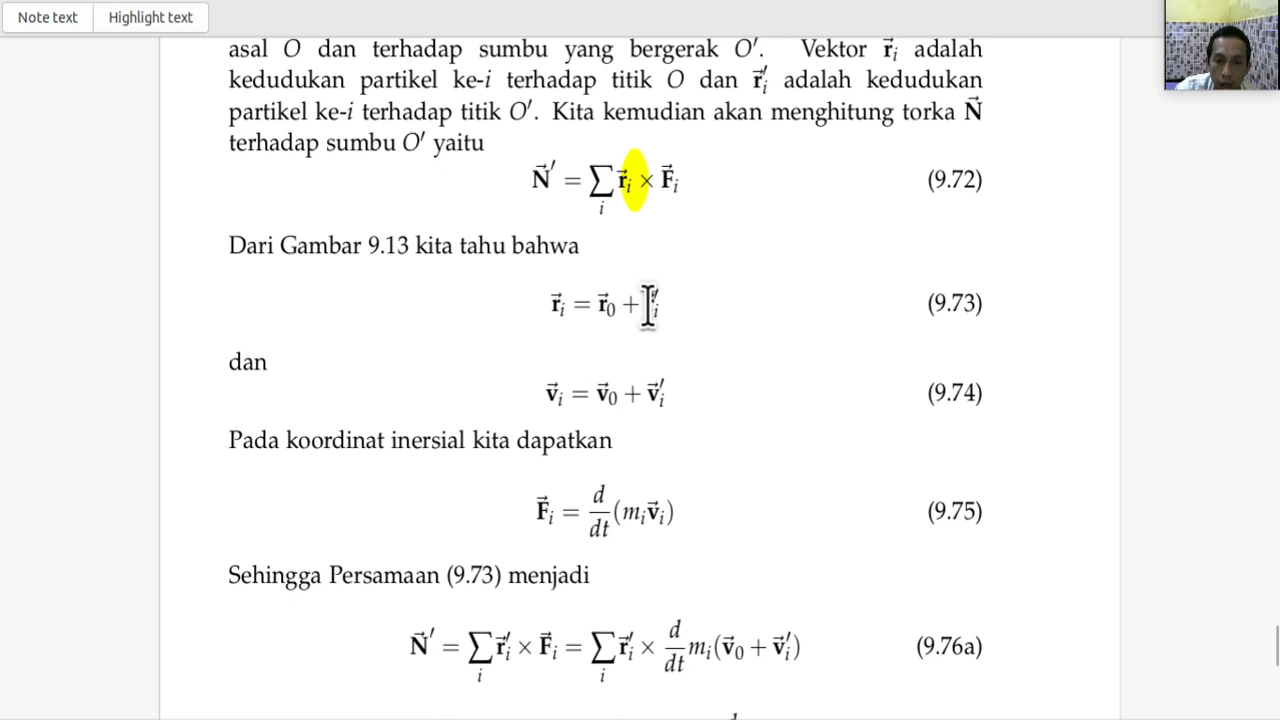 Note text Highlight text
asal O dan terhadap sumbu yang bergerak O′. Vektor r⃗ᵢ adalah
kedudukan partikel ke-i terhadap titik O dan r⃗′ᵢ adalah kedudukan
partikel ke-i terhadap titik O′. Kita kemudian akan menghitung torka N⃗
terhadap sumbu O′ yaitu
N⃗′ = ∑ᵢ r⃗ᵢ × F⃗ᵢ (9.72)
Dari Gambar 9.13 kita tahu bahwa
r⃗ᵢ = r⃗₀ + ′ᵢ (9.73)
dan
v⃗ᵢ = v⃗₀ + v⃗′ᵢ (9.74)
Pada koordinat inersial kita dapatkan
F⃗ᵢ = d/dt (mᵢv⃗ᵢ) (9.75)
Sehingga Persamaan (9.73) menjadi
N⃗′ = ∑ᵢ r⃗′ᵢ × F⃗ᵢ = ∑ᵢ r⃗′ᵢ × d/dt mᵢ(v⃗₀ + v⃗′ᵢ) (9.76a)